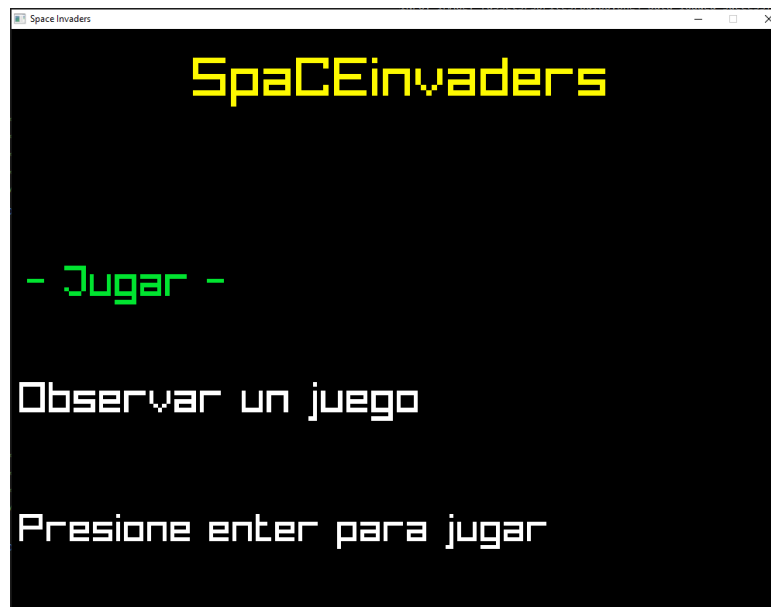 Space Invaders
SpaCEinvaders
- Jugar -
Observar un juego
Presione enter para jugar